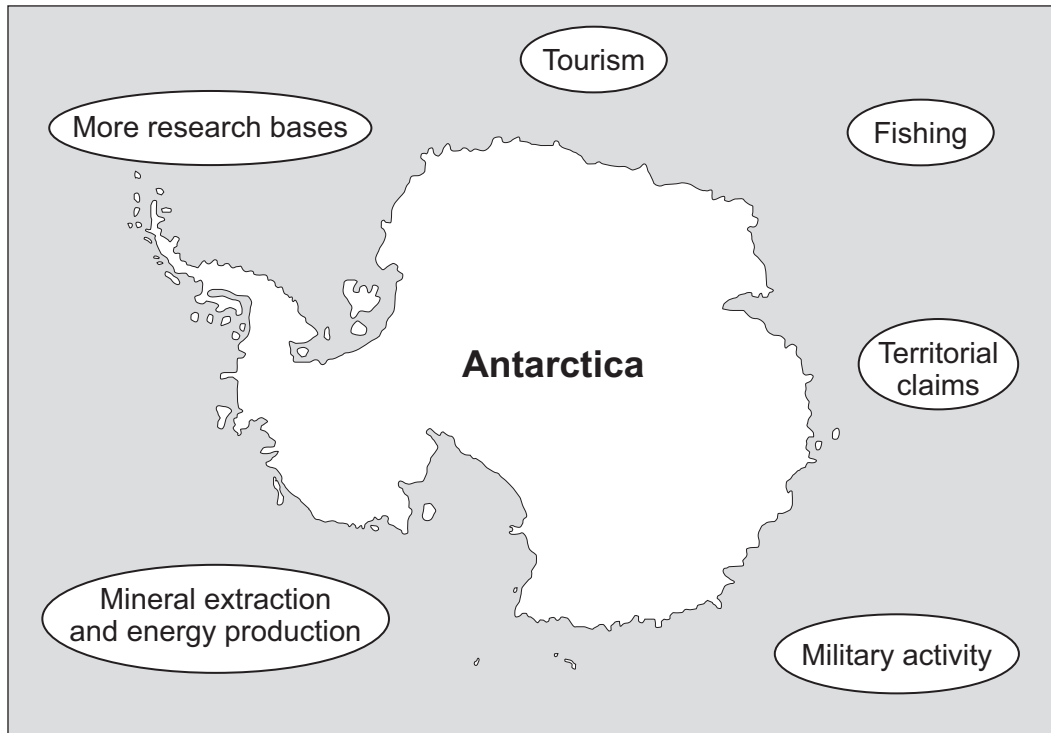 Tourism
More research bases
Fishing
Antarctica
Territorial
claims
Mineral extraction
and energy production
Military activity